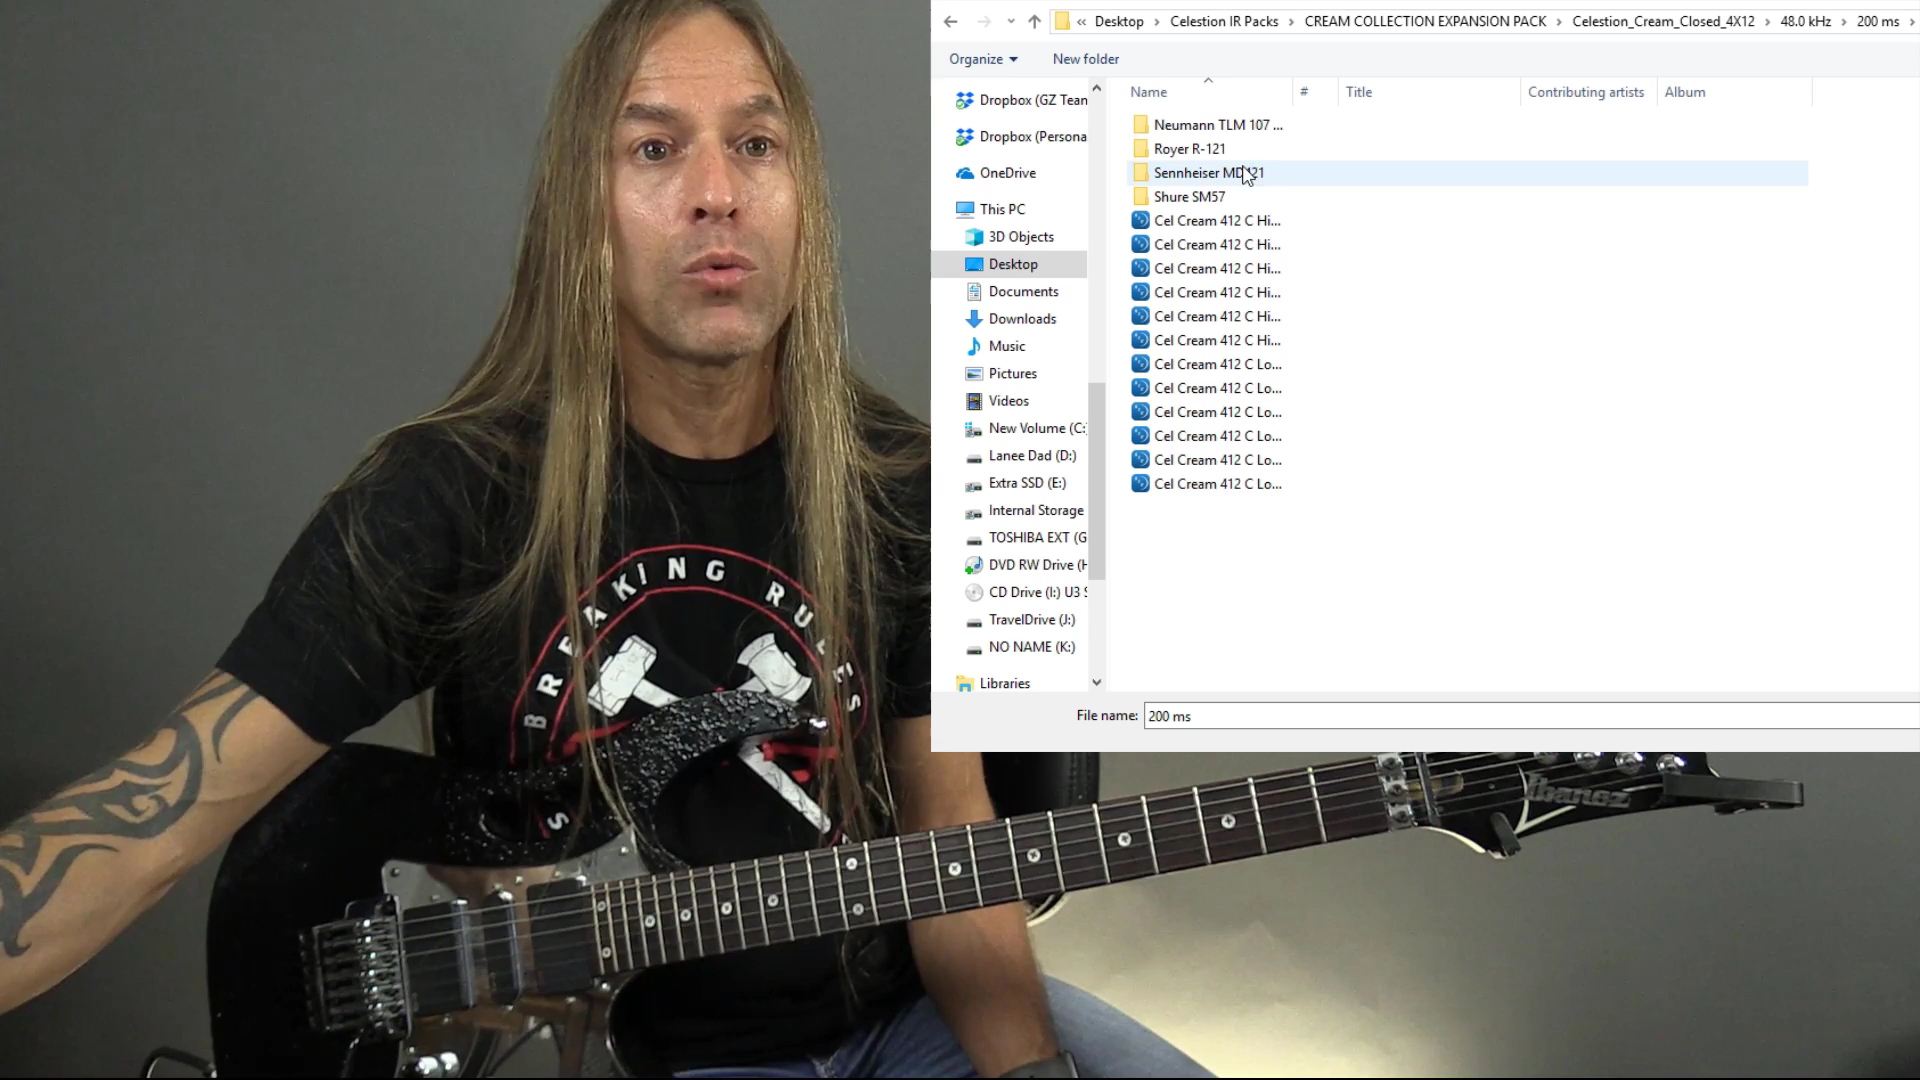 « Desktop > Celestion IR Packs > CREAM COLLECTION EXPANSION PACK > Celestion_Cream_Closed_4X12 > 48.0 kHz > 200 ms >
Organize New folder
Name # Title Contributing artists Album
Dropbox (GZ Tean
Dropbox (Persona
OneDrive
This PC
3D Objects
Desktop
Documents
Downloads
Music
Pictures
Videos
New Volume (C:
Lanee Dad (D:)
Extra SSD (E:)
Internal Storage
TOSHIBA EXT (G
DVD RW Drive (H
CD Drive (I:) U3 S
TravelDrive (J:)
NO NAME (K:)
Libraries
Neumann TLM 107 ...
Royer R-121
Sennheiser MD421
Shure SM57
Cel Cream 412 C Hi...
Cel Cream 412 C Hi...
Cel Cream 412 C Hi...
Cel Cream 412 C Hi...
Cel Cream 412 C Hi...
Cel Cream 412 C Hi...
Cel Cream 412 C Lo...
Cel Cream 412 C Lo...
Cel Cream 412 C Lo...
Cel Cream 412 C Lo...
Cel Cream 412 C Lo...
Cel Cream 412 C Lo...
File name: 200 ms
BREAKING RULES
Ibanez